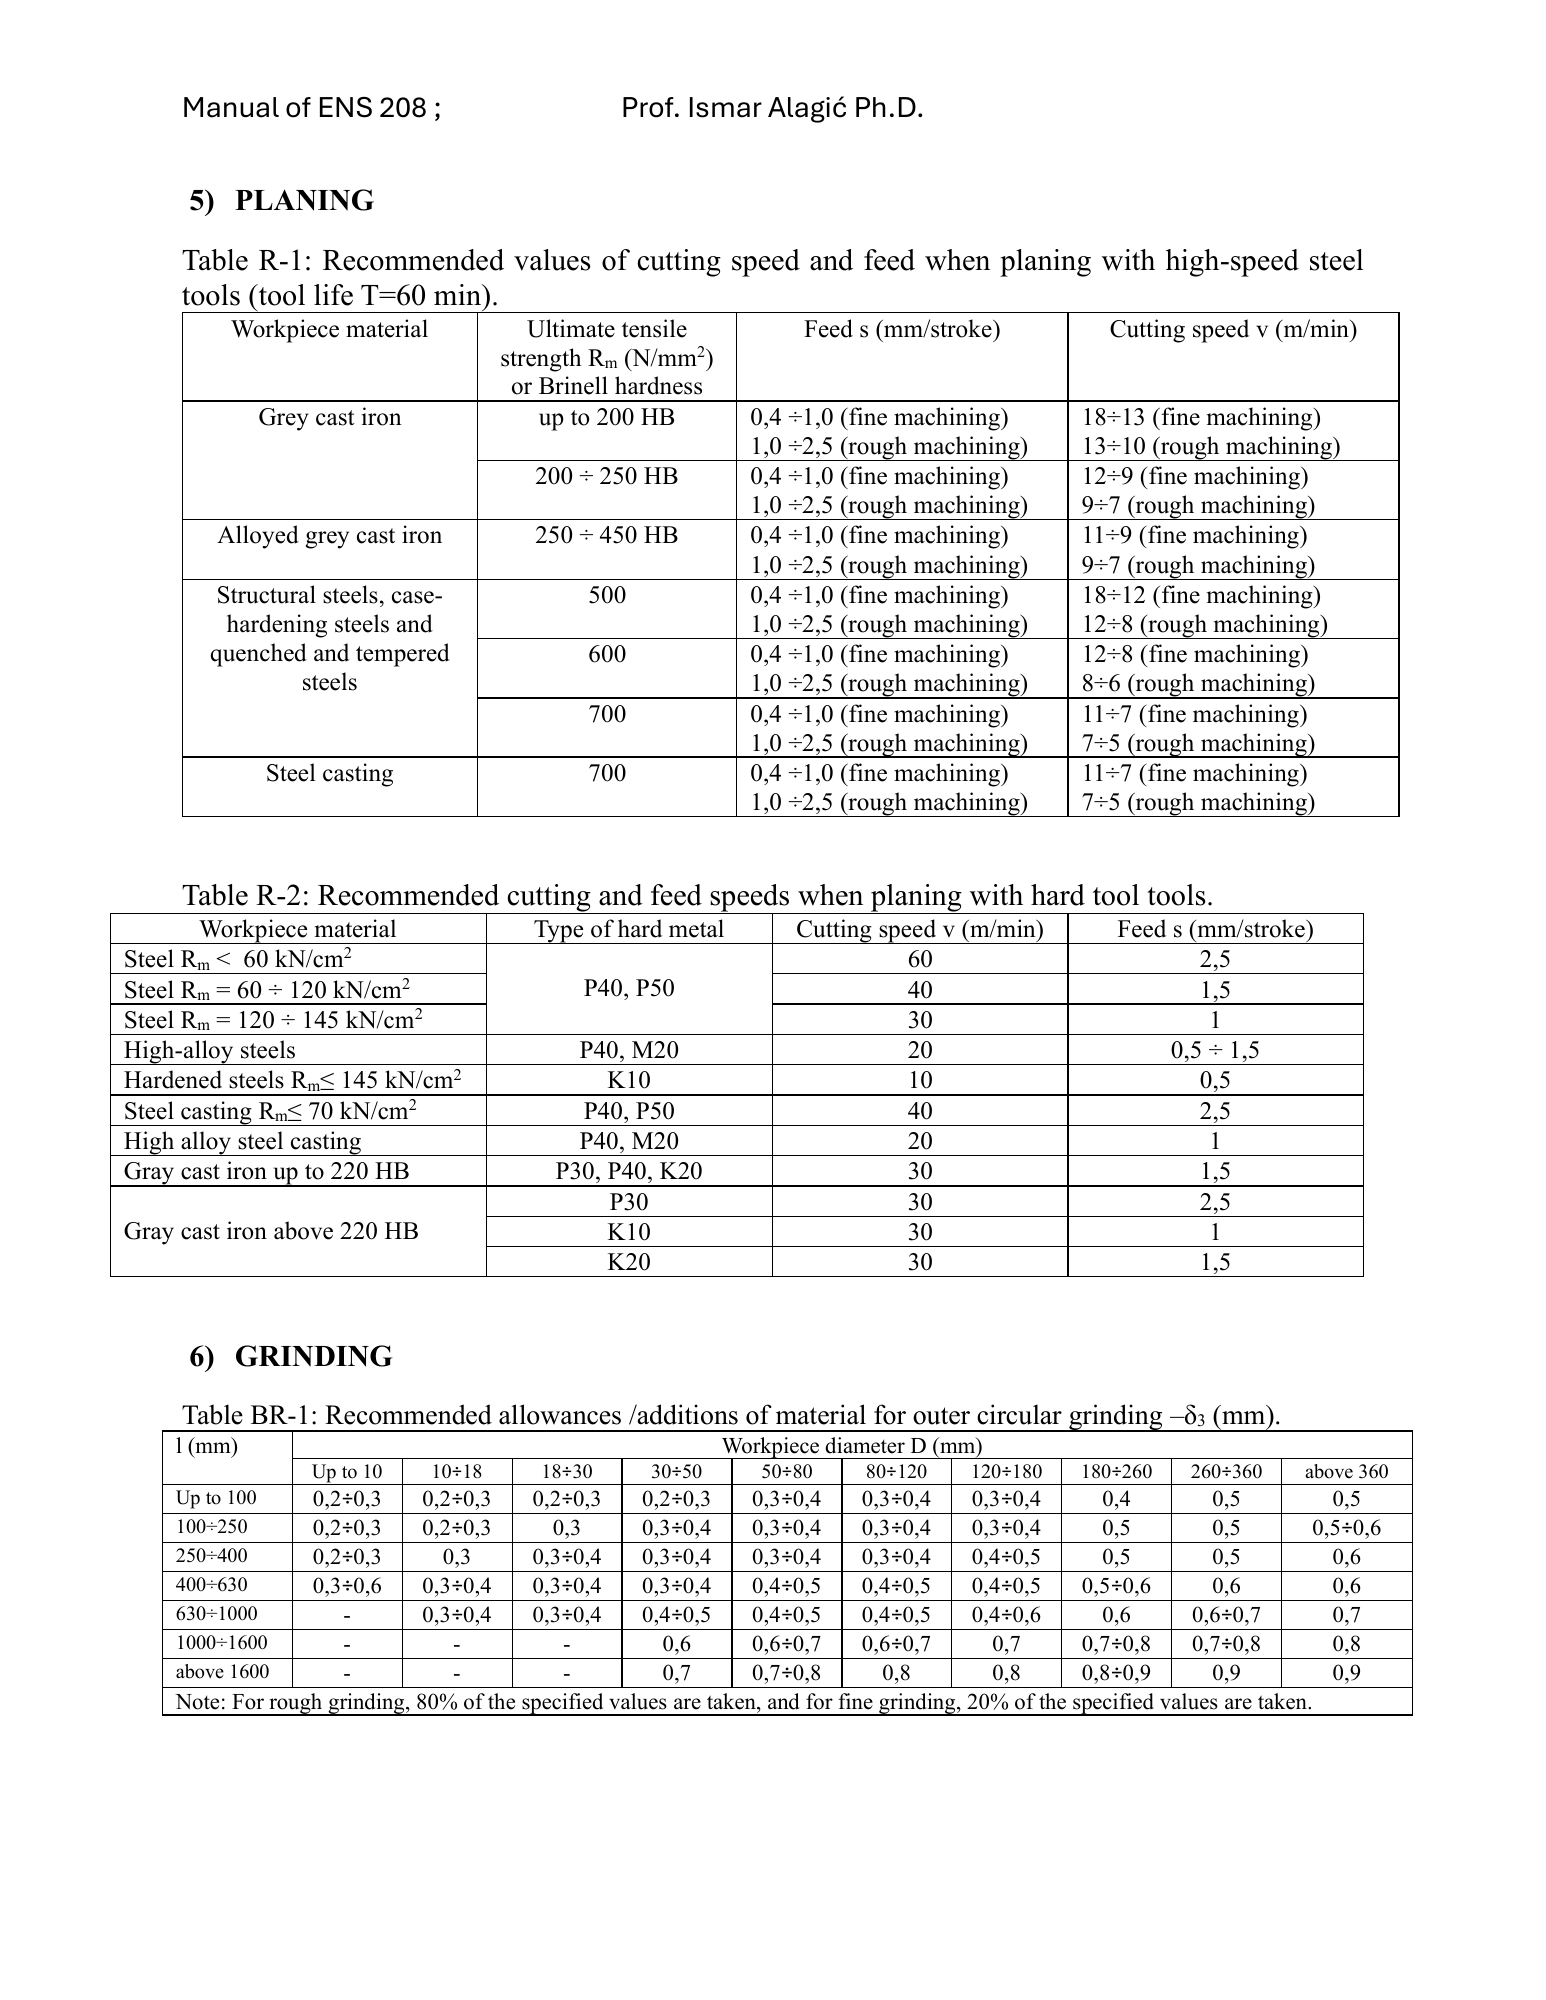 Manual of ENS 208 ; Prof. Ismar Alagić Ph.D.
5) PLANING
Table R-1: Recommended values of cutting speed and feed when planing with high-speed steel
tools (tool life T=60 min).
Workpiece material | Ultimate tensile strength Rm (N/mm2) or Brinell hardness | Feed s (mm/stroke) | Cutting speed v (m/min)
Grey cast iron | up to 200 HB | 0,4 ÷1,0 (fine machining) | 18÷13 (fine machining)
1,0 ÷2,5 (rough machining) | 13÷10 (rough machining)
200 ÷ 250 HB | 0,4 ÷1,0 (fine machining) | 12÷9 (fine machining)
1,0 ÷2,5 (rough machining) | 9÷7 (rough machining)
Alloyed grey cast iron | 250 ÷ 450 HB | 0,4 ÷1,0 (fine machining) | 11÷9 (fine machining)
1,0 ÷2,5 (rough machining) | 9÷7 (rough machining)
Structural steels, case-hardening steels and quenched and tempered steels | 500 | 0,4 ÷1,0 (fine machining) | 18÷12 (fine machining)
1,0 ÷2,5 (rough machining) | 12÷8 (rough machining)
600 | 0,4 ÷1,0 (fine machining) | 12÷8 (fine machining)
1,0 ÷2,5 (rough machining) | 8÷6 (rough machining)
700 | 0,4 ÷1,0 (fine machining) | 11÷7 (fine machining)
1,0 ÷2,5 (rough machining) | 7÷5 (rough machining)
Steel casting | 700 | 0,4 ÷1,0 (fine machining) | 11÷7 (fine machining)
1,0 ÷2,5 (rough machining) | 7÷5 (rough machining)
Table R-2: Recommended cutting and feed speeds when planing with hard tool tools.
Workpiece material | Type of hard metal | Cutting speed v (m/min) | Feed s (mm/stroke)
Steel Rm < 60 kN/cm2 | P40, P50 | 60 | 2,5
Steel Rm = 60 ÷ 120 kN/cm2 | 40 | 1,5
Steel Rm = 120 ÷ 145 kN/cm2 | 30 | 1
High-alloy steels | P40, M20 | 20 | 0,5 ÷ 1,5
Hardened steels Rm≤ 145 kN/cm2 | K10 | 10 | 0,5
Steel casting Rm≤ 70 kN/cm2 | P40, P50 | 40 | 2,5
High alloy steel casting | P40, M20 | 20 | 1
Gray cast iron up to 220 HB | P30, P40, K20 | 30 | 1,5
Gray cast iron above 220 HB | P30 | 30 | 2,5
K10 | 30 | 1
K20 | 30 | 1,5
6) GRINDING
Table BR-1: Recommended allowances /additions of material for outer circular grinding –δ3 (mm).
l (mm) | Workpiece diameter D (mm)
Up to 10 | 10÷18 | 18÷30 | 30÷50 | 50÷80 | 80÷120 | 120÷180 | 180÷260 | 260÷360 | above 360
Up to 100 | 0,2÷0,3 | 0,2÷0,3 | 0,2÷0,3 | 0,2÷0,3 | 0,3÷0,4 | 0,3÷0,4 | 0,3÷0,4 | 0,4 | 0,5 | 0,5
100÷250 | 0,2÷0,3 | 0,2÷0,3 | 0,3 | 0,3÷0,4 | 0,3÷0,4 | 0,3÷0,4 | 0,3÷0,4 | 0,5 | 0,5 | 0,5÷0,6
250÷400 | 0,2÷0,3 | 0,3 | 0,3÷0,4 | 0,3÷0,4 | 0,3÷0,4 | 0,3÷0,4 | 0,4÷0,5 | 0,5 | 0,5 | 0,6
400÷630 | 0,3÷0,6 | 0,3÷0,4 | 0,3÷0,4 | 0,3÷0,4 | 0,4÷0,5 | 0,4÷0,5 | 0,4÷0,5 | 0,5÷0,6 | 0,6 | 0,6
630÷1000 | - | 0,3÷0,4 | 0,3÷0,4 | 0,4÷0,5 | 0,4÷0,5 | 0,4÷0,5 | 0,4÷0,6 | 0,6 | 0,6÷0,7 | 0,7
1000÷1600 | - | - | - | 0,6 | 0,6÷0,7 | 0,6÷0,7 | 0,7 | 0,7÷0,8 | 0,7÷0,8 | 0,8
above 1600 | - | - | - | 0,7 | 0,7÷0,8 | 0,8 | 0,8 | 0,8÷0,9 | 0,9 | 0,9
Note: For rough grinding, 80% of the specified values are taken, and for fine grinding, 20% of the specified values are taken.